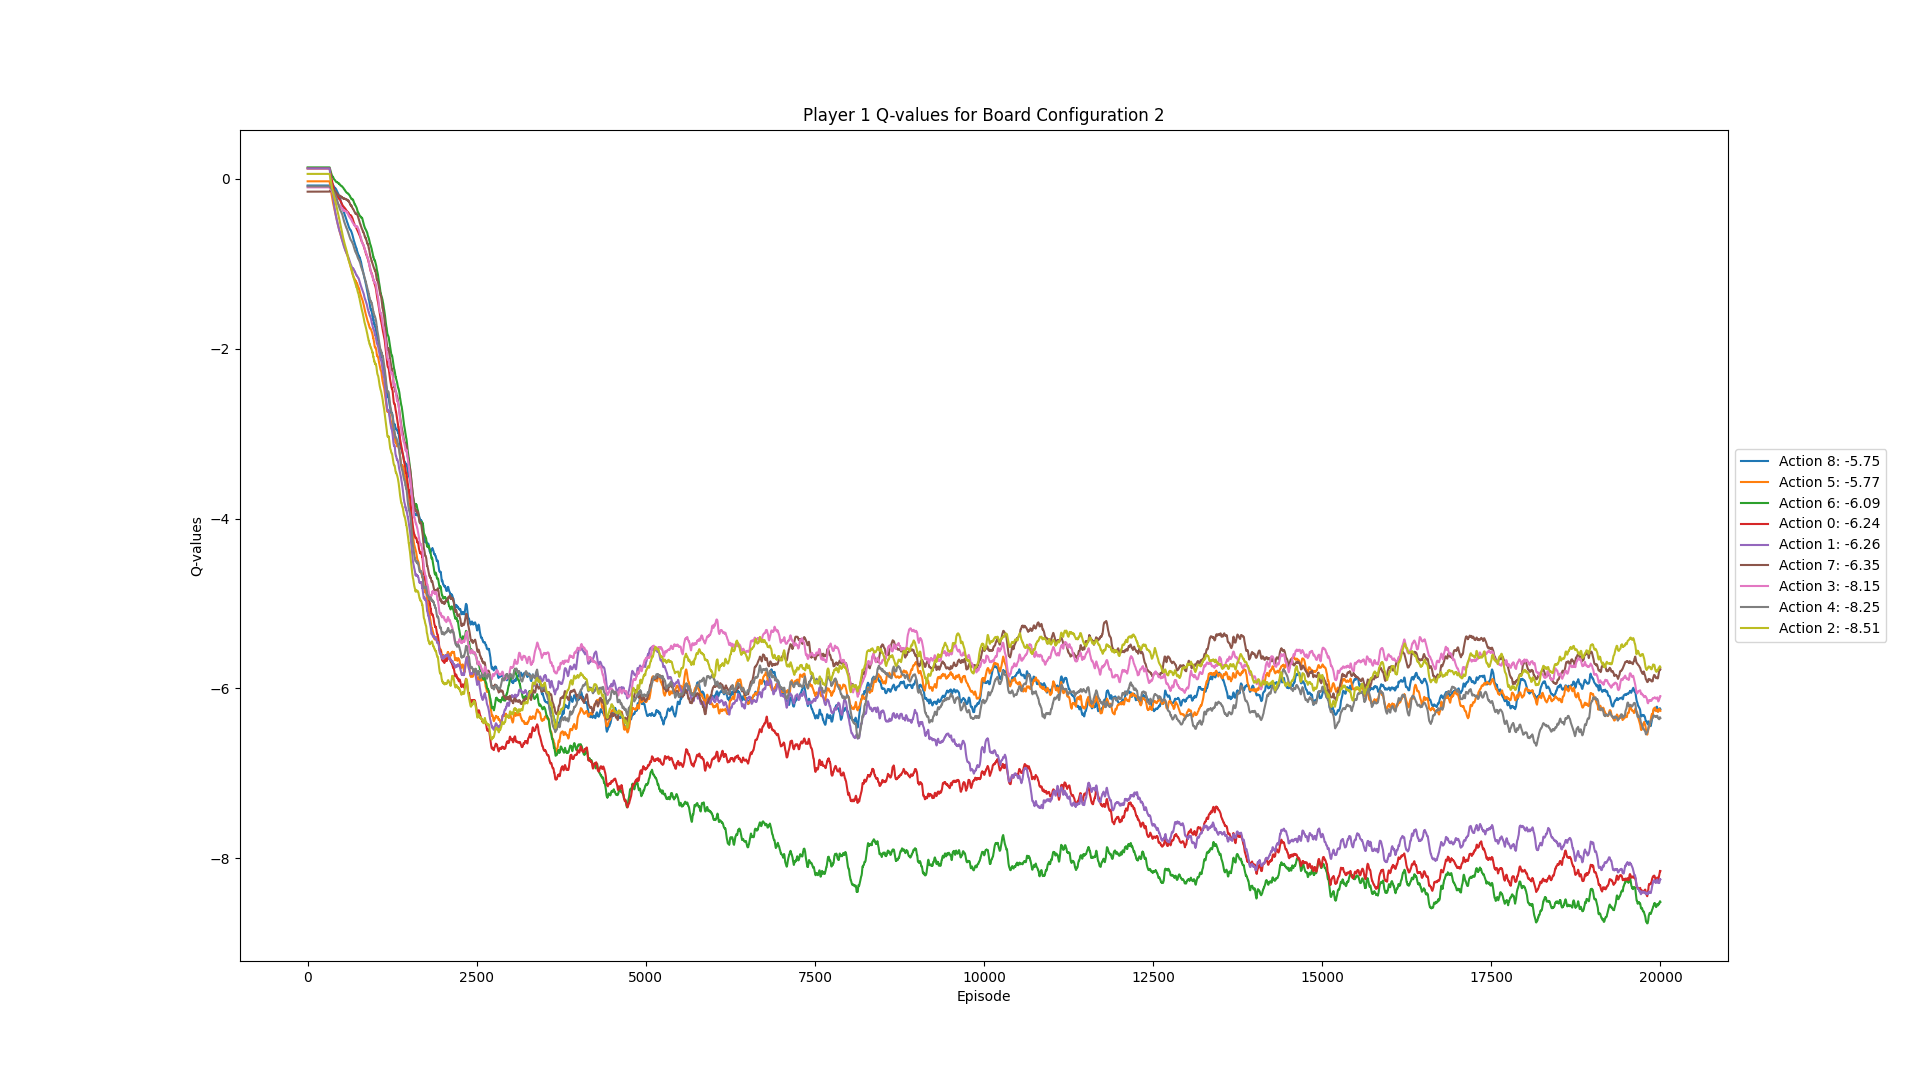 Player 1 Q-values for Board Configuration 2
0
−2
−4
−6
−8
Q-values
0 2500 5000 7500 10000 12500 15000 17500 20000
Episode
Action 8: -5.75
Action 5: -5.77
Action 6: -6.09
Action 0: -6.24
Action 1: -6.26
Action 7: -6.35
Action 3: -8.15
Action 4: -8.25
Action 2: -8.51